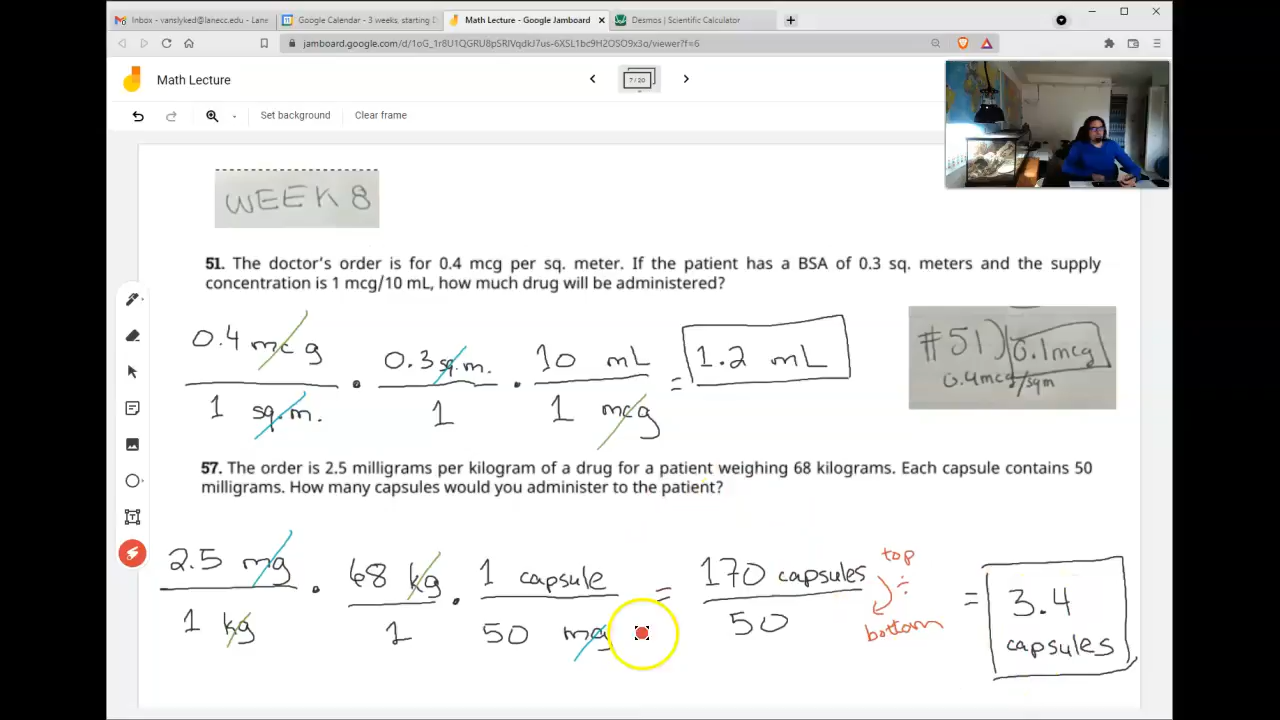 Inbox - vanslyked@lanecc.edu - Lane
Google Calendar - 3 weeks, starting
Math Lecture - Google Jamboard
Desmos | Scientific Calculator
Math Lecture
7 / 20
Set background
Clear frame
WEEK 8
51. The doctor's order is for 0.4 mcg per sq. meter. If the patient has a BSA of 0.3 sq. meters and the supply
concentration is 1 mcg/10 mL, how much drug will be administered?
0.4 mcg
1 sq.m.
·
0.3 sq.m.
1
·
10 mL
1 mcg
=
1.2 mL
#51) 0.1mcg
0.4mcg/sqm
57. The order is 2.5 milligrams per kilogram of a drug for a patient weighing 68 kilograms. Each capsule contains 50
milligrams. How many capsules would you administer to the patient?
2.5 mg
1 kg
·
68 kg
1
·
1 capsule
50 mg
=
170 capsules
50
top
÷
bottom
=
3.4
capsules